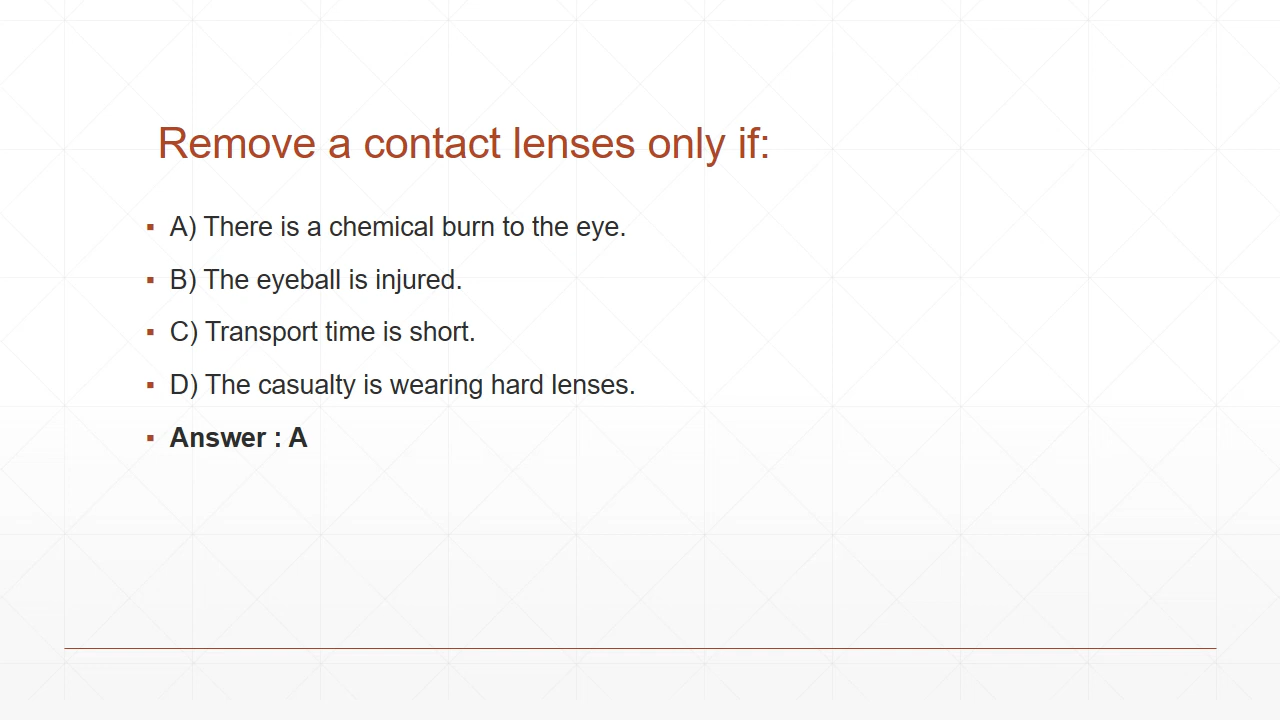 Remove a contact lenses only if:
▪ A) There is a chemical burn to the eye.
▪ B) The eyeball is injured.
▪ C) Transport time is short.
▪ D) The casualty is wearing hard lenses.
▪ Answer : A